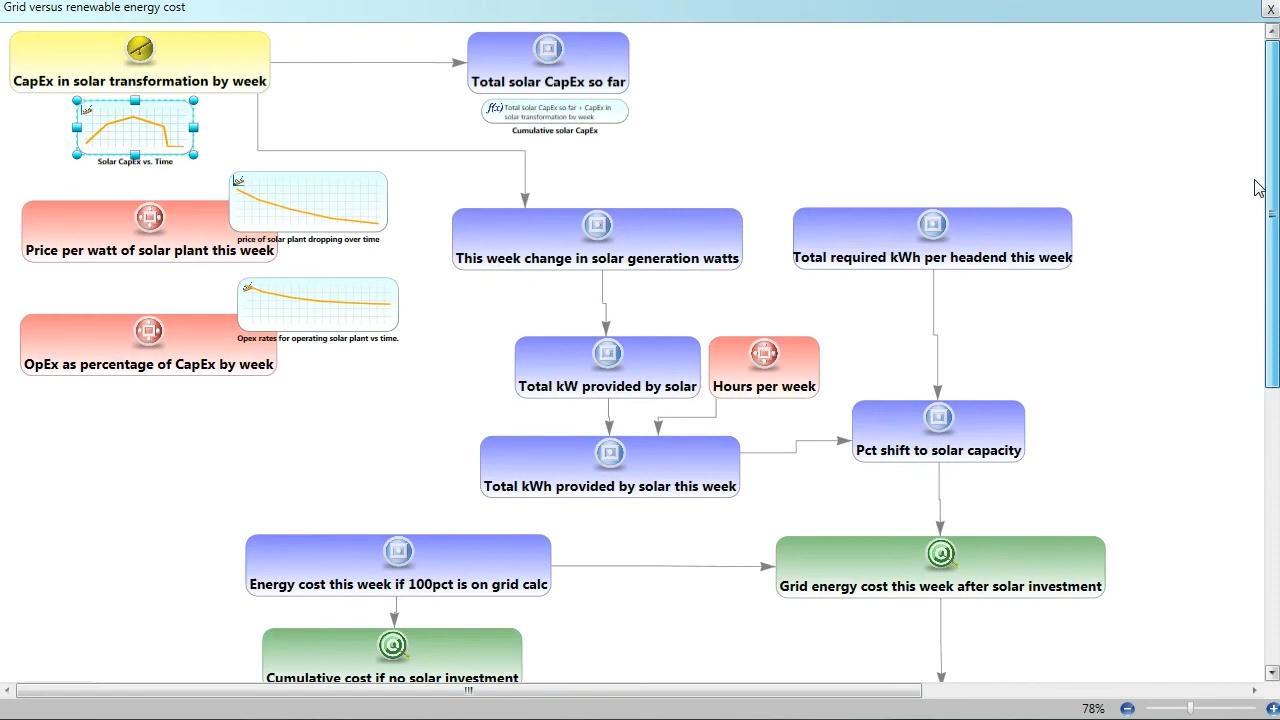 Grid versus renewable energy cost
X
CapEx in solar transformation by week
Total solar CapEx so far
f(x) Total solar CapEx so far + CapEx in
solar transformation by week
Cumulative solar CapEx
Solar CapEx vs. Time
price of solar plant dropping over time
Price per watt of solar plant this week
This week change in solar generation watts
Total required kWh per headend this week
Opex rates for operating solar plant vs time.
OpEx as percentage of CapEx by week
Total kW provided by solar
Hours per week
Pct shift to solar capacity
Total kWh provided by solar this week
Energy cost this week if 100pct is on grid calc
Grid energy cost this week after solar investment
Cumulative cost if no solar investment
78%